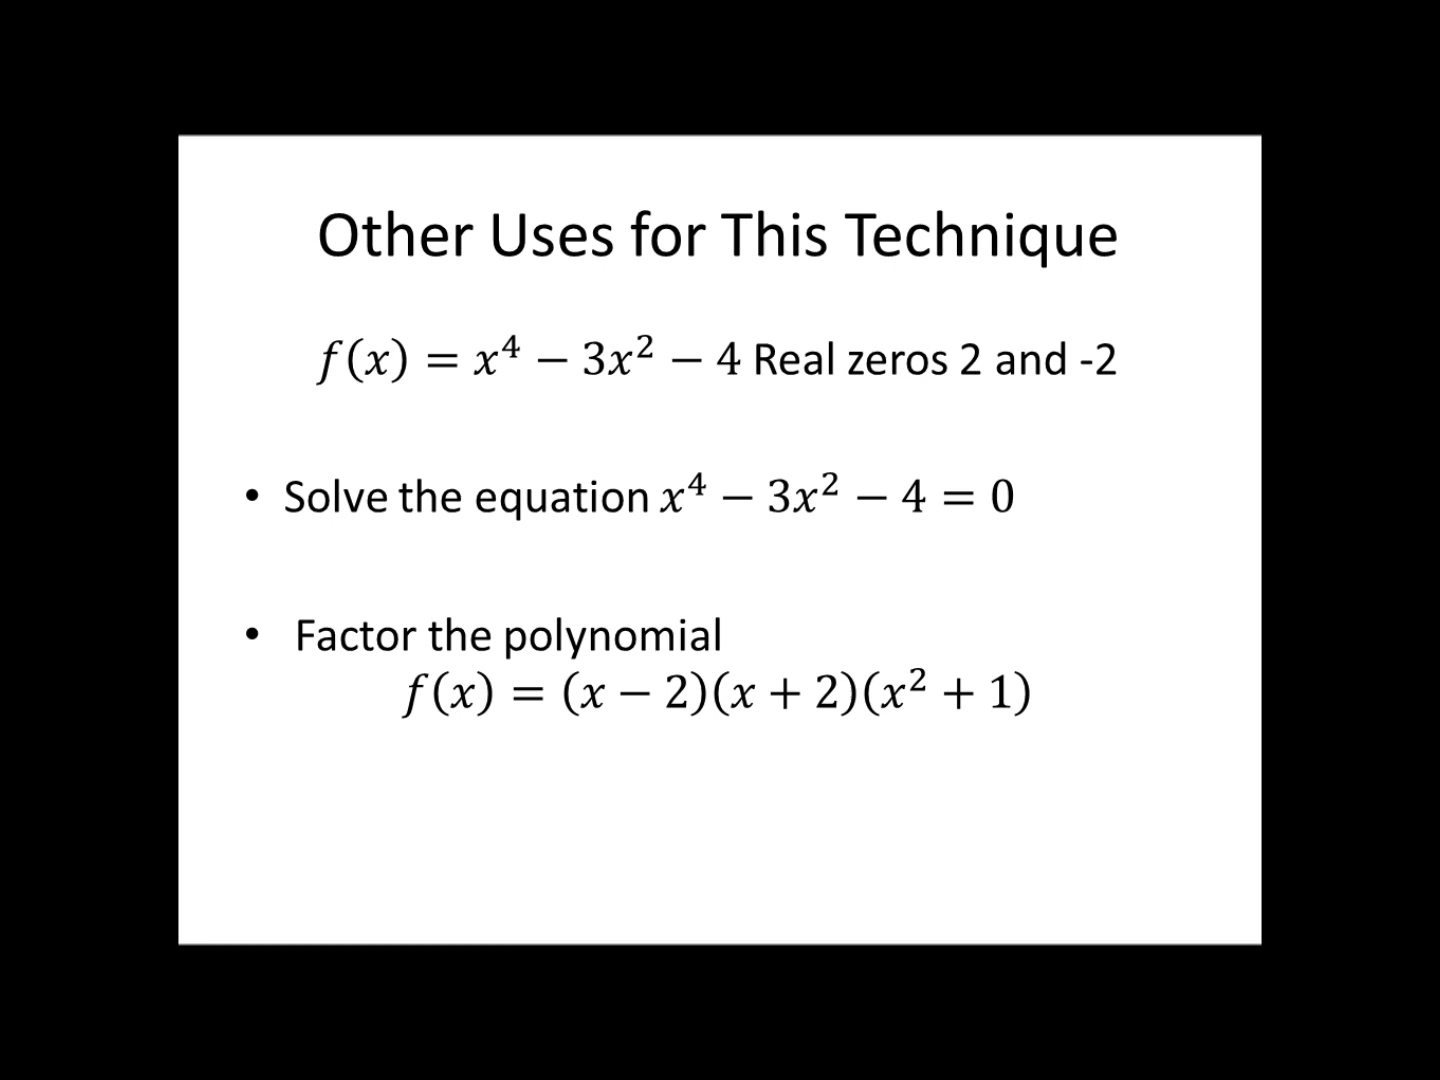 Other Uses for This Technique
𝑓(𝑥) = 𝑥⁴ − 3𝑥² − 4 Real zeros 2 and -2
• Solve the equation 𝑥⁴ − 3𝑥² − 4 = 0
• Factor the polynomial
𝑓(𝑥) = (𝑥 − 2)(𝑥 + 2)(𝑥² + 1)